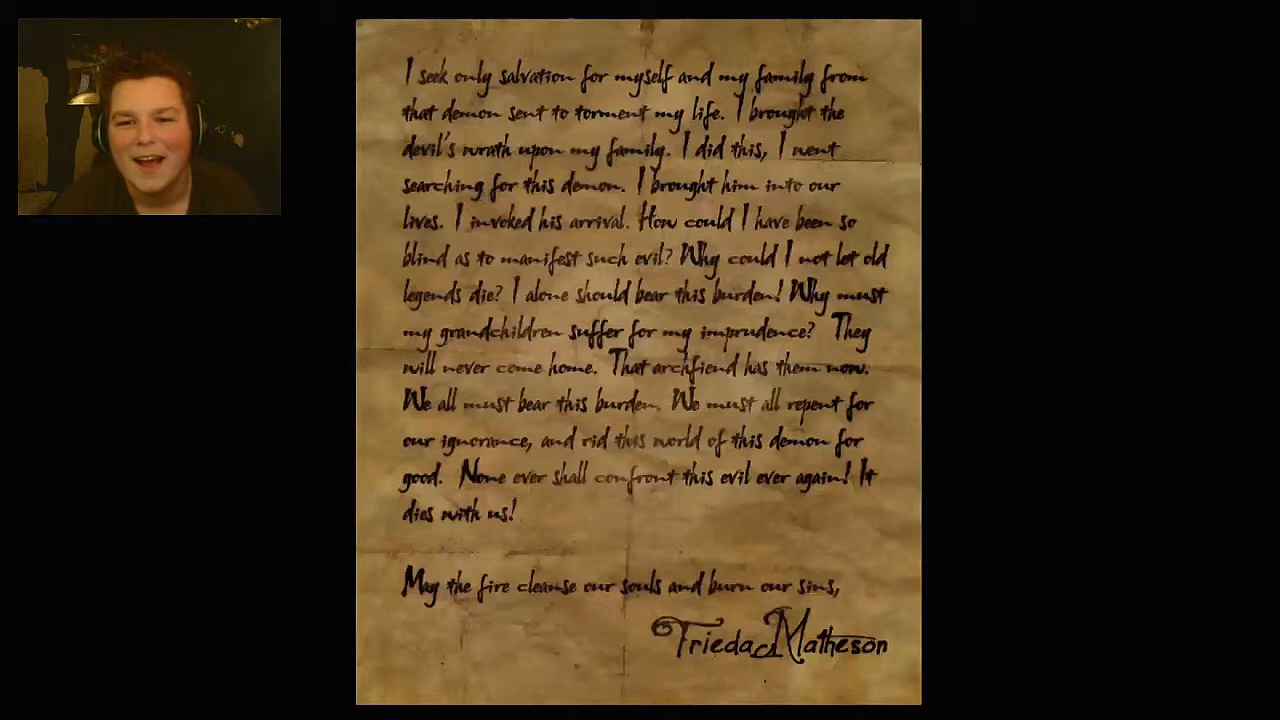 I seek only salvation for myself and my family from
that demon sent to torment my life. I brought the
devil's wrath upon my family. I did this, I went
searching for this demon. I brought him into our
lives. I invoked his arrival. How could I have been so
blind as to manifest such evil? Why could I not let old
legends die? I alone should bear this burden! Why must
my grandchildren suffer for my imprudence? They
will never come home. That archfiend has them now.
We all must bear this burden. We must all repent for
our ignorance, and rid this world of this demon for
good. None ever shall confront this evil ever again! It
dies with us!
May the fire cleanse our souls and burn our sins,
Frieda Matheson